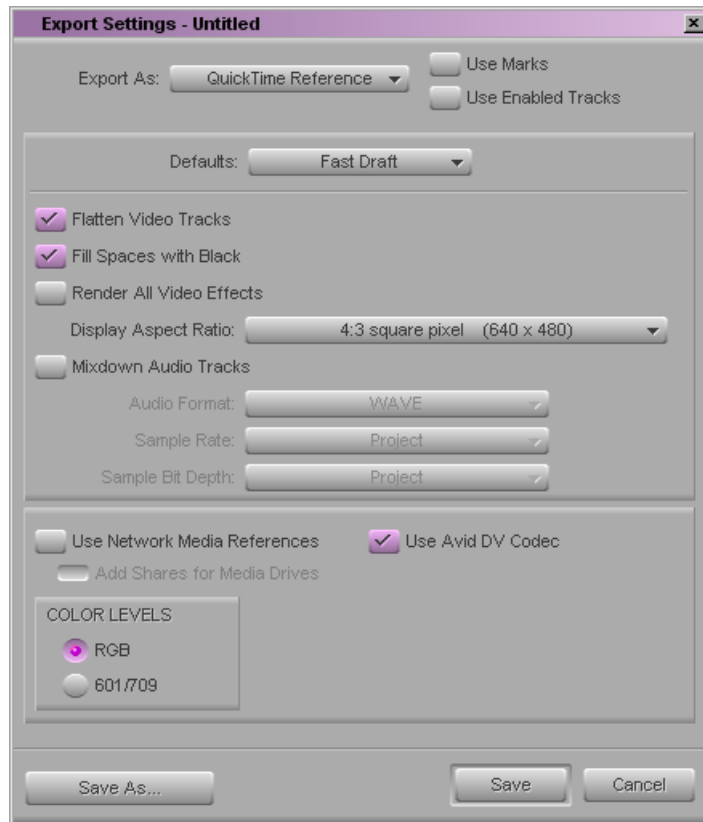 Export Settings - Untitled
Export As: QuickTime Reference
Use Marks
Use Enabled Tracks
Defaults: Fast Draft
Flatten Video Tracks
Fill Spaces with Black
Render All Video Effects
Display Aspect Ratio: 4:3 square pixel (640 x 480)
Mixdown Audio Tracks
Audio Format: WAVE
Sample Rate: Project
Sample Bit Depth: Project
Use Network Media References Use Avid DV Codec
Add Shares for Media Drives
COLOR LEVELS
RGB
601/709
Save As... Save Cancel